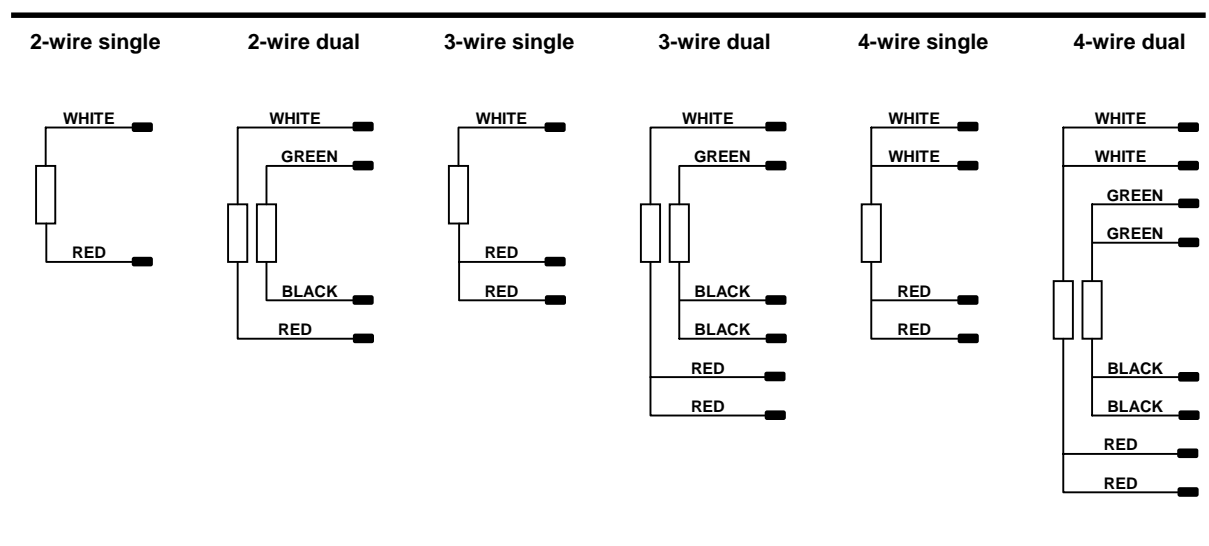 2-wire single
2-wire dual
3-wire single
3-wire dual
4-wire single
4-wire dual
WHITE
RED
WHITE
GREEN
BLACK
RED
WHITE
RED
RED
WHITE
GREEN
BLACK
BLACK
RED
RED
WHITE
WHITE
RED
RED
WHITE
WHITE
GREEN
GREEN
BLACK
BLACK
RED
RED